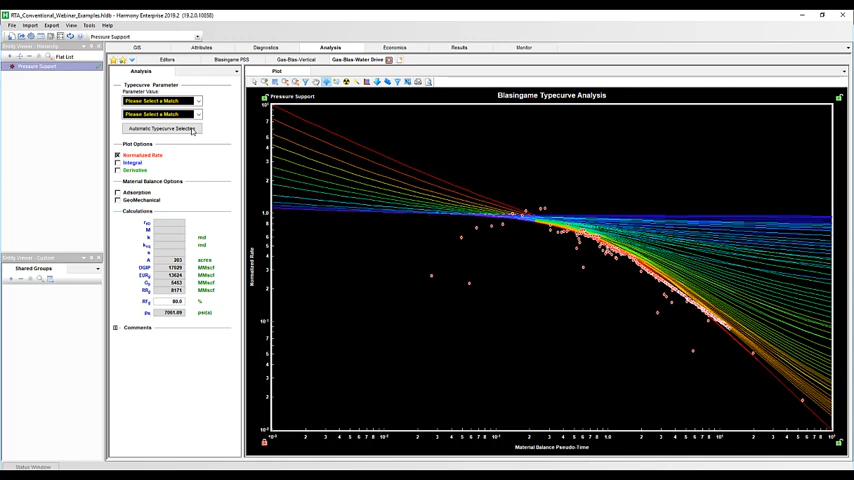 RTA_Conventional_Webinar_Examples.hldb - Harmony Enterprise 2019.2 (19.2.0.10058)
File Import Export View Tools Help
Pressure Support
Entity Viewer - Hierarchy
Flat List
Pressure Support
Entity Viewer - Custom
Shared Groups
Status Window
GIS Attributes Diagnostics Analysis Economics Results Monitor
Editors Blasingame PSS Gas-Blas-Vertical Gas-Blas-Water Drive
Analysis
Typecurve Parameter
Parameter Value:
Please Select a Match
Please Select a Match
Automatic Typecurve Selection
Plot Options
Normalized Rate
Integral
Derivative
Material Balance Options
Adsorption
GeoMechanical
Calculations
M
k md
md
s
A 203 acres
OGIP 17029 MMscf
13624 MMscf
5453 MMscf
8171 MMscf
80.0 %
7061.09 psi(a)
Comments
Plot
Pressure Support
Blasingame Typecurve Analysis
Normalized Rate
Material Balance Pseudo-Time